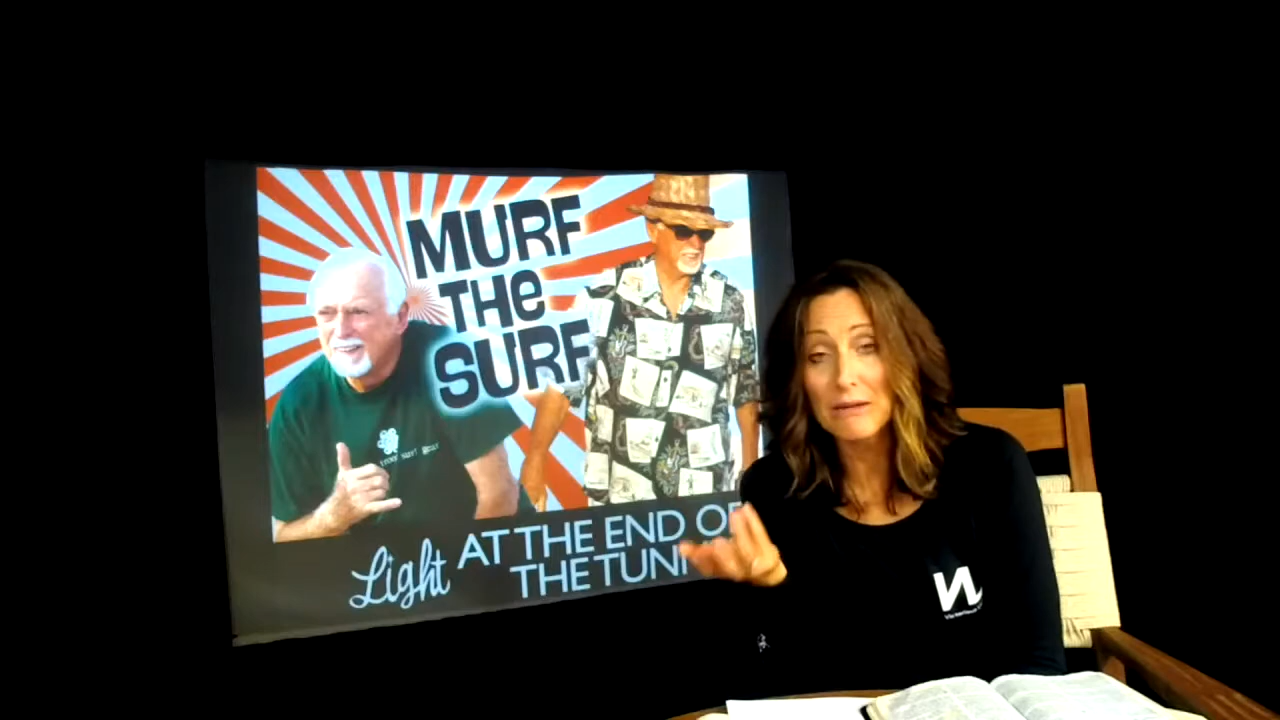 MURF
THe
SURF
Light AT THE END OF
THE TUN